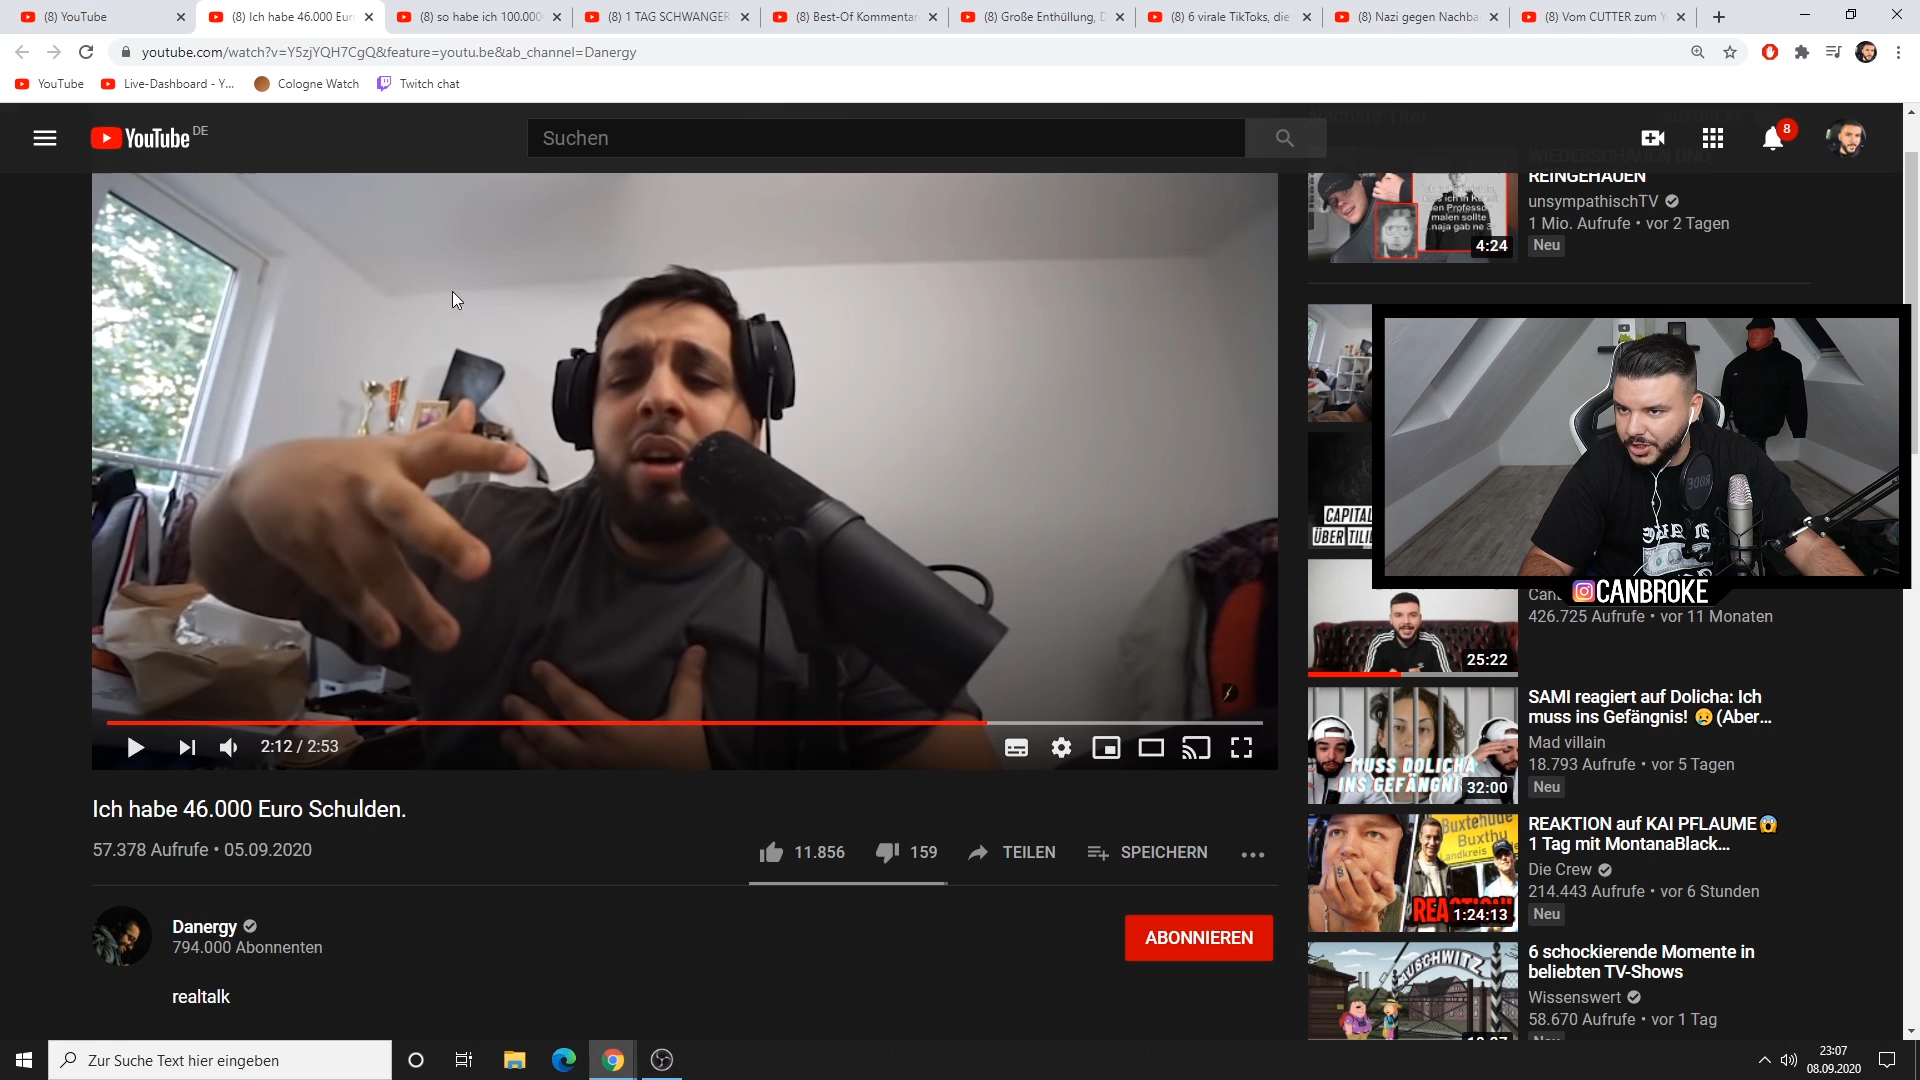 (8) YouTube
(8) Ich habe 46.000 Eur
(8) so habe ich 100.000
(8) 1 TAG SCHWANGER
(8) Best-Of Kommentar
(8) Große Enthüllung, D
(8) 6 virale TikToks, die
(8) Nazi gegen Nachba
(8) Vom CUTTER zum Y
youtube.com/watch?v=Y5zjYQH7CgQ&feature=youtu.be&ab_channel=Danergy
YouTube
Live-Dashboard - Y...
Cologne Watch
Twitch chat
YouTube DE
Suchen
8
WIEDERSCHAUEN UND
REINGEHAUEN
unsympathischTV
1 Mio. Aufrufe • vor 2 Tagen
Neu
4:24
CAPITAL
ÜBER TILI
CANBROKE
426.725 Aufrufe • vor 11 Monaten
25:22
2:12 / 2:53
SAMI reagiert auf Dolicha: Ich
muss ins Gefängnis! 😢 (Aber...
Mad villain
18.793 Aufrufe • vor 5 Tagen
Neu
MUSS DOLICHA
INS GEFÄNGNI
32:00
Ich habe 46.000 Euro Schulden.
57.378 Aufrufe • 05.09.2020
11.856
159
TEILEN
SPEICHERN
REAKTION auf KAI PFLAUME😱
1 Tag mit MontanaBlack...
Die Crew
214.443 Aufrufe • vor 6 Stunden
Neu
Buxtehude
Buxthu
Landkreis
REACTION!
1:24:13
Danergy
794.000 Abonnenten
ABONNIEREN
realtalk
AUSCHWITZ
6 schockierende Momente in
beliebten TV-Shows
Wissenswert
58.670 Aufrufe • vor 1 Tag
Zur Suche Text hier eingeben
23:07
08.09.2020